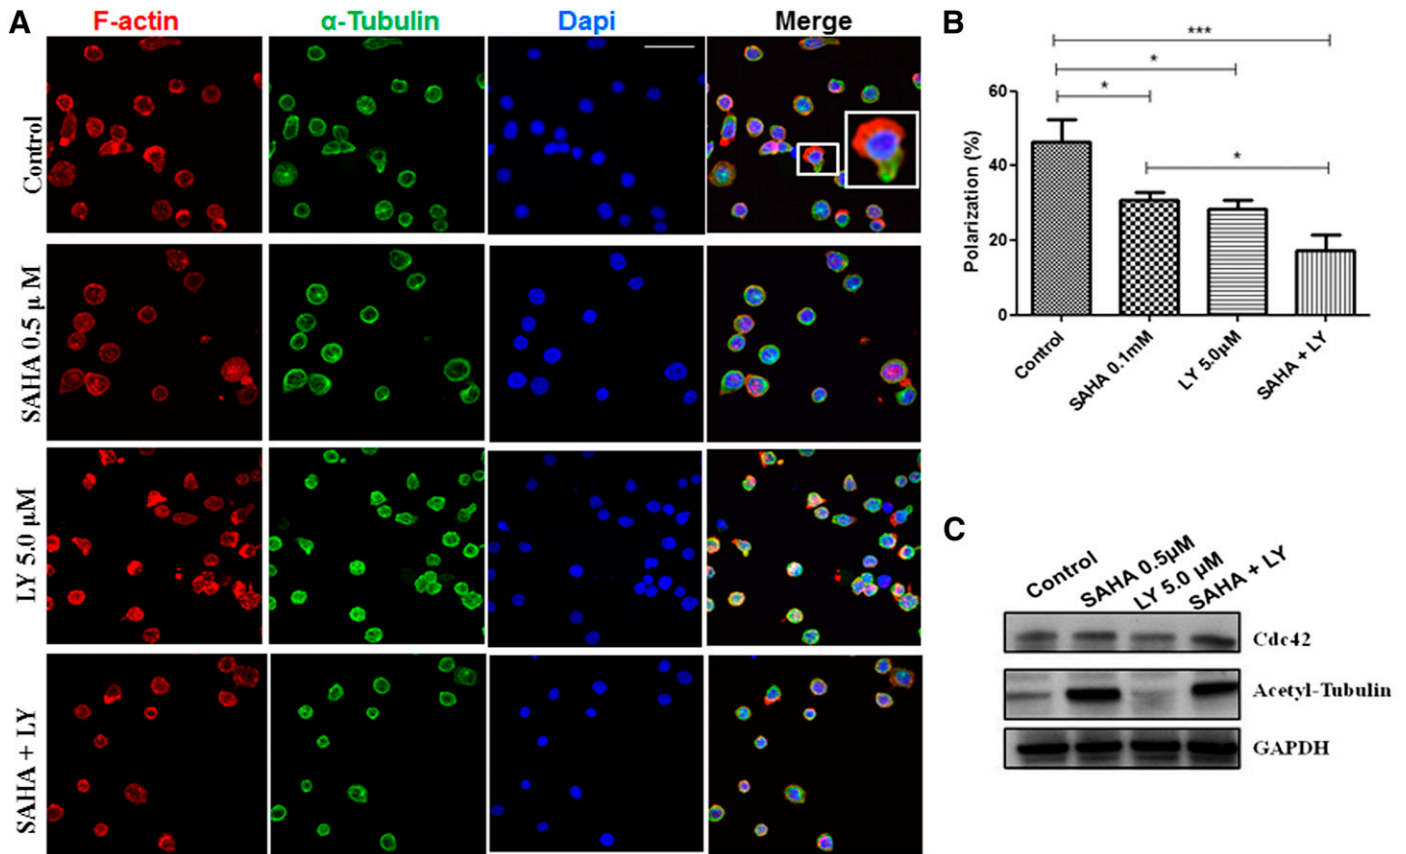 A
F-actin
α-Tubulin
Dapi
Merge
Control
SAHA 0.5 μ M
LY 5.0 μM
SAHA + LY
B
***
*
*
*
Polarization (%)
60
40
20
0
Control
SAHA 0.1mM
LY 5.0μM
SAHA + LY
C
Control
SAHA 0.5μM
LY 5.0 μM
SAHA + LY
Cdc42
Acetyl-Tubulin
GAPDH